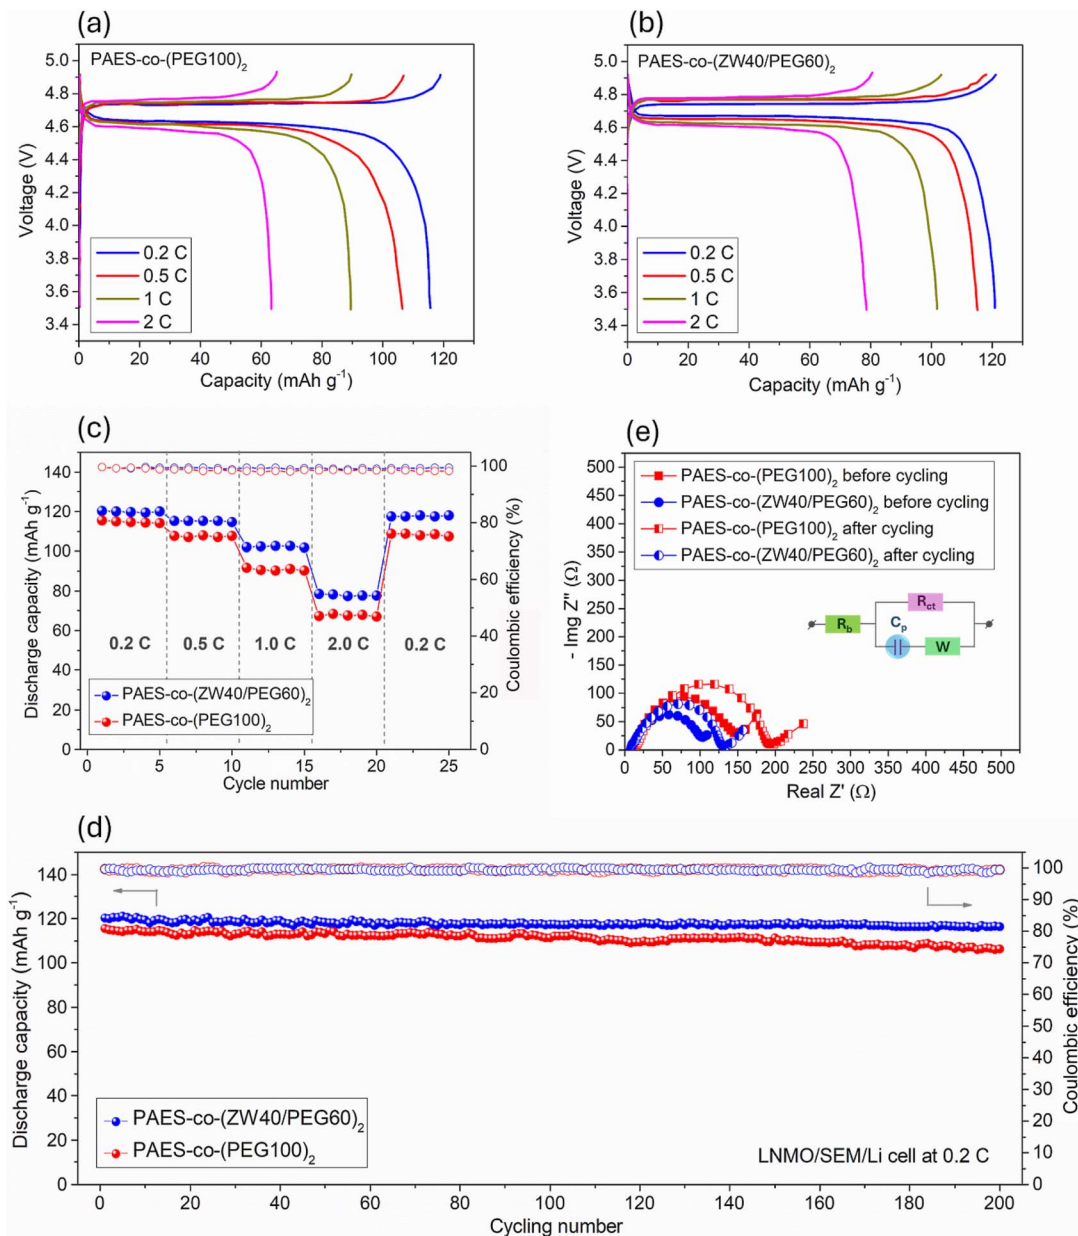 (a)
PAES-co-(PEG100)2
5.0
4.8
4.6
4.4
4.2
4.0
3.8
3.6
3.4
Voltage (V)
0.2 C
0.5 C
1 C
2 C
0 20 40 60 80 100 120
Capacity (mAh g-1)
(b)
PAES-co-(ZW40/PEG60)2
5.0
4.8
4.6
4.4
4.2
4.0
3.8
3.6
3.4
Voltage (V)
0.2 C
0.5 C
1 C
2 C
0 20 40 60 80 100 120
Capacity (mAh g-1)
(c)
140
120
100
80
60
40
20
0
Discharge capacity (mAh g-1)
0.2 C 0.5 C 1.0 C 2.0 C 0.2 C
PAES-co-(ZW40/PEG60)2
PAES-co-(PEG100)2
100
80
60
40
20
0
Coulombic efficiency (%)
0 5 10 15 20 25
Cycle number
(e)
500
450
400
350
300
250
200
150
100
50
0
- Img Z" (Ω)
PAES-co-(PEG100)2 before cycling
PAES-co-(ZW40/PEG60)2 before cycling
PAES-co-(PEG100)2 after cycling
PAES-co-(ZW40/PEG60)2 after cycling
Rct
Rb
Cp
W
0 50 100 150 200 250 300 350 400 450 500
Real Z' (Ω)
(d)
140
120
100
80
60
40
20
0
Discharge capacity (mAh g-1)
PAES-co-(ZW40/PEG60)2
PAES-co-(PEG100)2
LNMO/SEM/Li cell at 0.2 C
100
90
80
70
60
50
40
30
20
10
0
Coulombic efficiency (%)
0 20 40 60 80 100 120 140 160 180 200
Cycling number